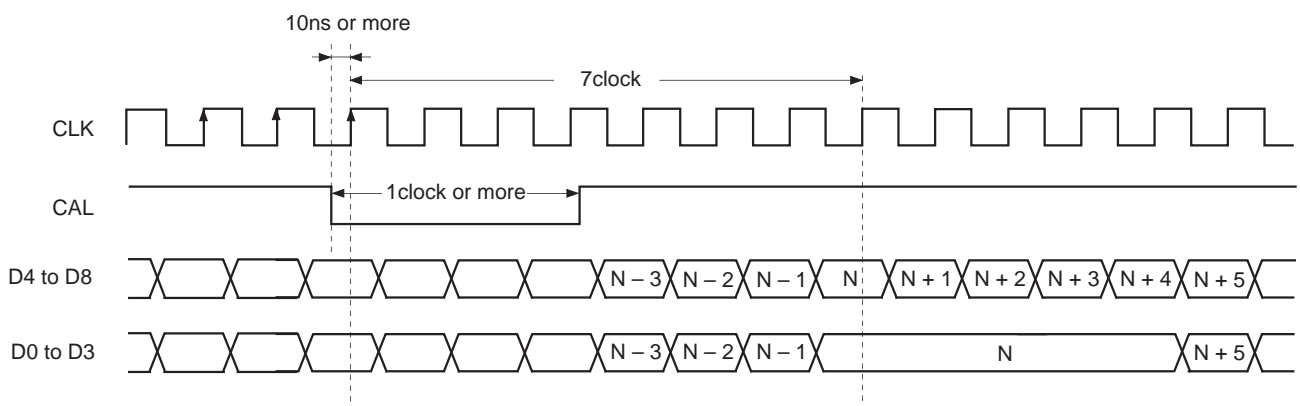 10ns or more
7clock
CLK
1clock or more
CAL
D4 to D8 N – 3 N – 2 N – 1 N N + 1 N + 2 N + 3 N + 4 N + 5
D0 to D3 N – 3 N – 2 N – 1 N N + 5